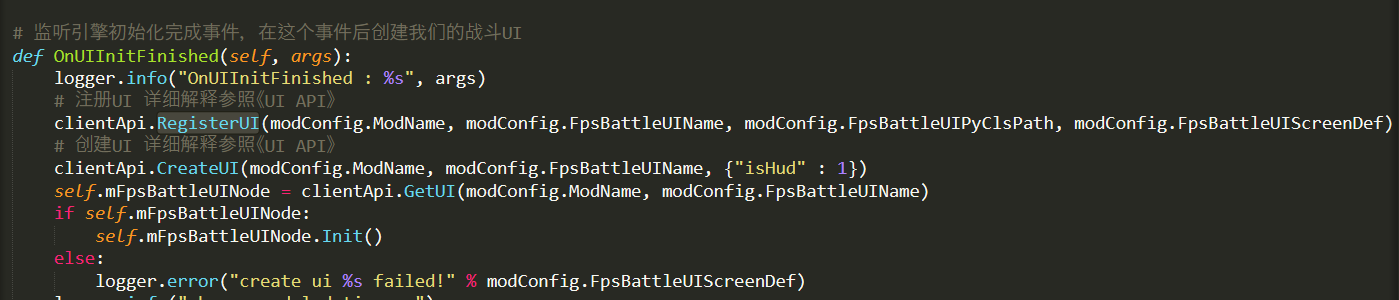 # 监听引擎初始化完成事件, 在这个事件后创建我们的战斗UI
def OnUIInitFinished(self, args):
logger.info("OnUIInitFinished : %s", args)
# 注册UI 详细解释参照《UI API》
clientApi.RegisterUI(modConfig.ModName, modConfig.FpsBattleUIName, modConfig.FpsBattleUIPyClsPath, modConfig.FpsBattleUIScreenDef)
# 创建UI 详细解释参照《UI API》
clientApi.CreateUI(modConfig.ModName, modConfig.FpsBattleUIName, {"isHud" : 1})
self.mFpsBattleUINode = clientApi.GetUI(modConfig.ModName, modConfig.FpsBattleUIName)
if self.mFpsBattleUINode:
self.mFpsBattleUINode.Init()
else:
logger.error("create ui %s failed!" % modConfig.FpsBattleUIScreenDef)